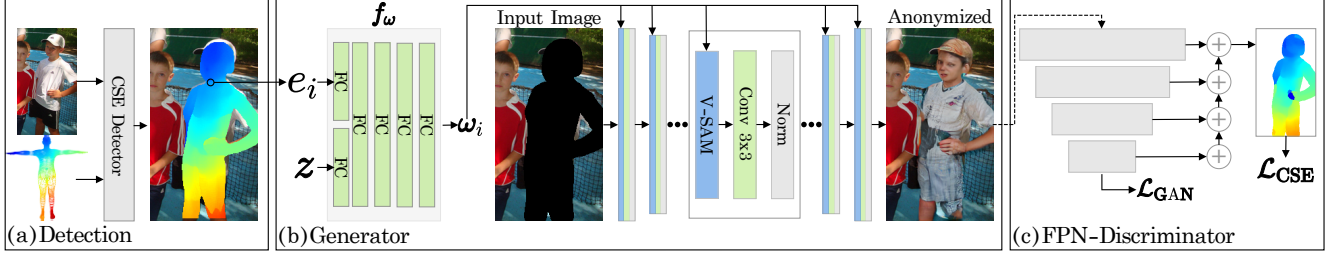 CSE Detector
(a) Detection
f_ω
e_i
z
FC
FC
FC
FC
FC
FC
ω_i
Input Image
V-SAM
Conv 3x3
Norm
Anonymized
(b) Generator
ℒ_GAN
ℒ_CSE
(c) FPN-Discriminator